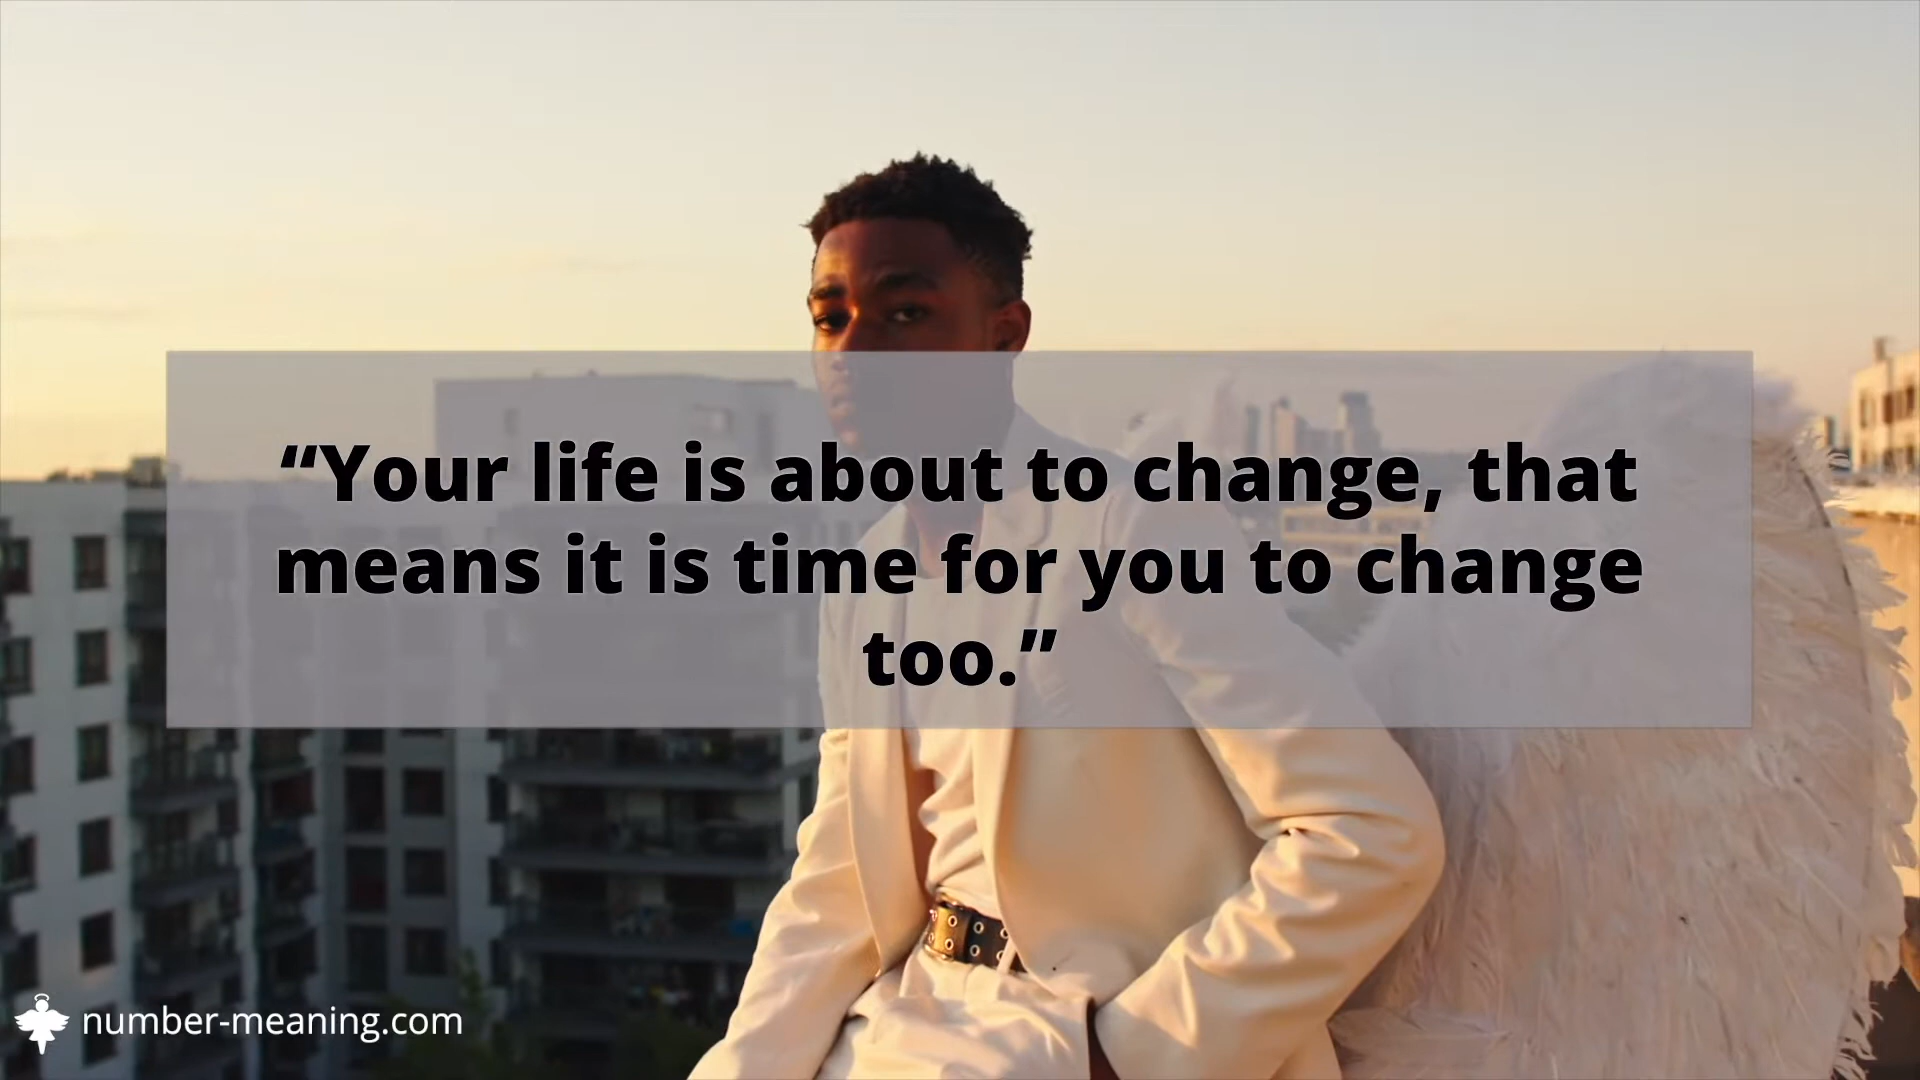 “Your life is about to change, that
means it is time for you to change
too.”
number-meaning.com